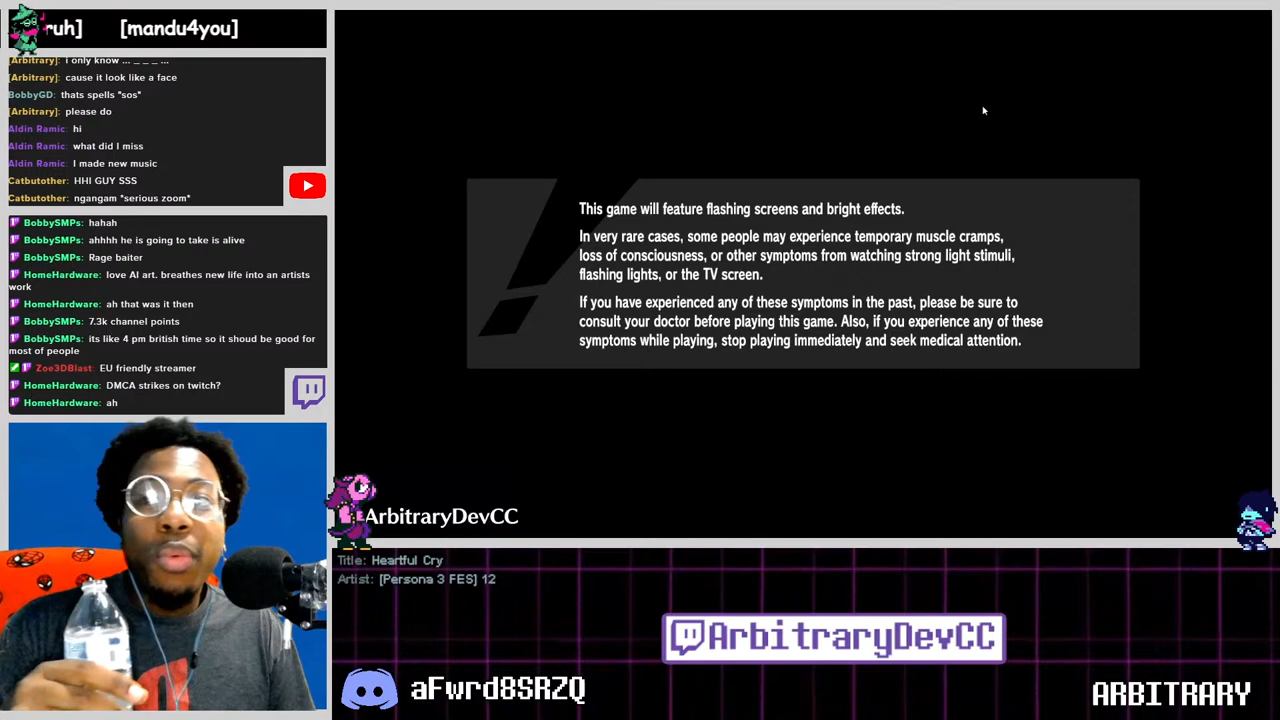 ruh] [mandu4you]
[Arbitrary]: i only know ... _ _ _ ...
[Arbitrary]: cause it look like a face
BobbyGD: thats spells "sos"
[Arbitrary]: please do
Aldin Ramic: hi
Aldin Ramic: what did I miss
Aldin Ramic: I made new music
Catbutother: HHI GUY SSS
Catbutother: ngangam *serious zoom*
BobbySMPs: hahah
BobbySMPs: ahhhh he is going to take is alive
BobbySMPs: Rage baiter
HomeHardware: love AI art. breathes new life into an artists
work
HomeHardware: ah that was it then
BobbySMPs: 7.3k channel points
BobbySMPs: its like 4 pm british time so it shoud be good for
most of people
Zoe3DBlast: EU friendly streamer
HomeHardware: DMCA strikes on twitch?
HomeHardware: ah
This game will feature flashing screens and bright effects.
In very rare cases, some people may experience temporary muscle cramps,
loss of consciousness, or other symptoms from watching strong light stimuli,
flashing lights, or the TV screen.
If you have experienced any of these symptoms in the past, please be sure to
consult your doctor before playing this game. Also, if you experience any of these
symptoms while playing, stop playing immediately and seek medical attention.
ArbitraryDevCC
Title: Heartful Cry
Artist: [Persona 3 FES] 12
ArbitraryDevCC
aFwrd8SRZQ
ARBITRARY